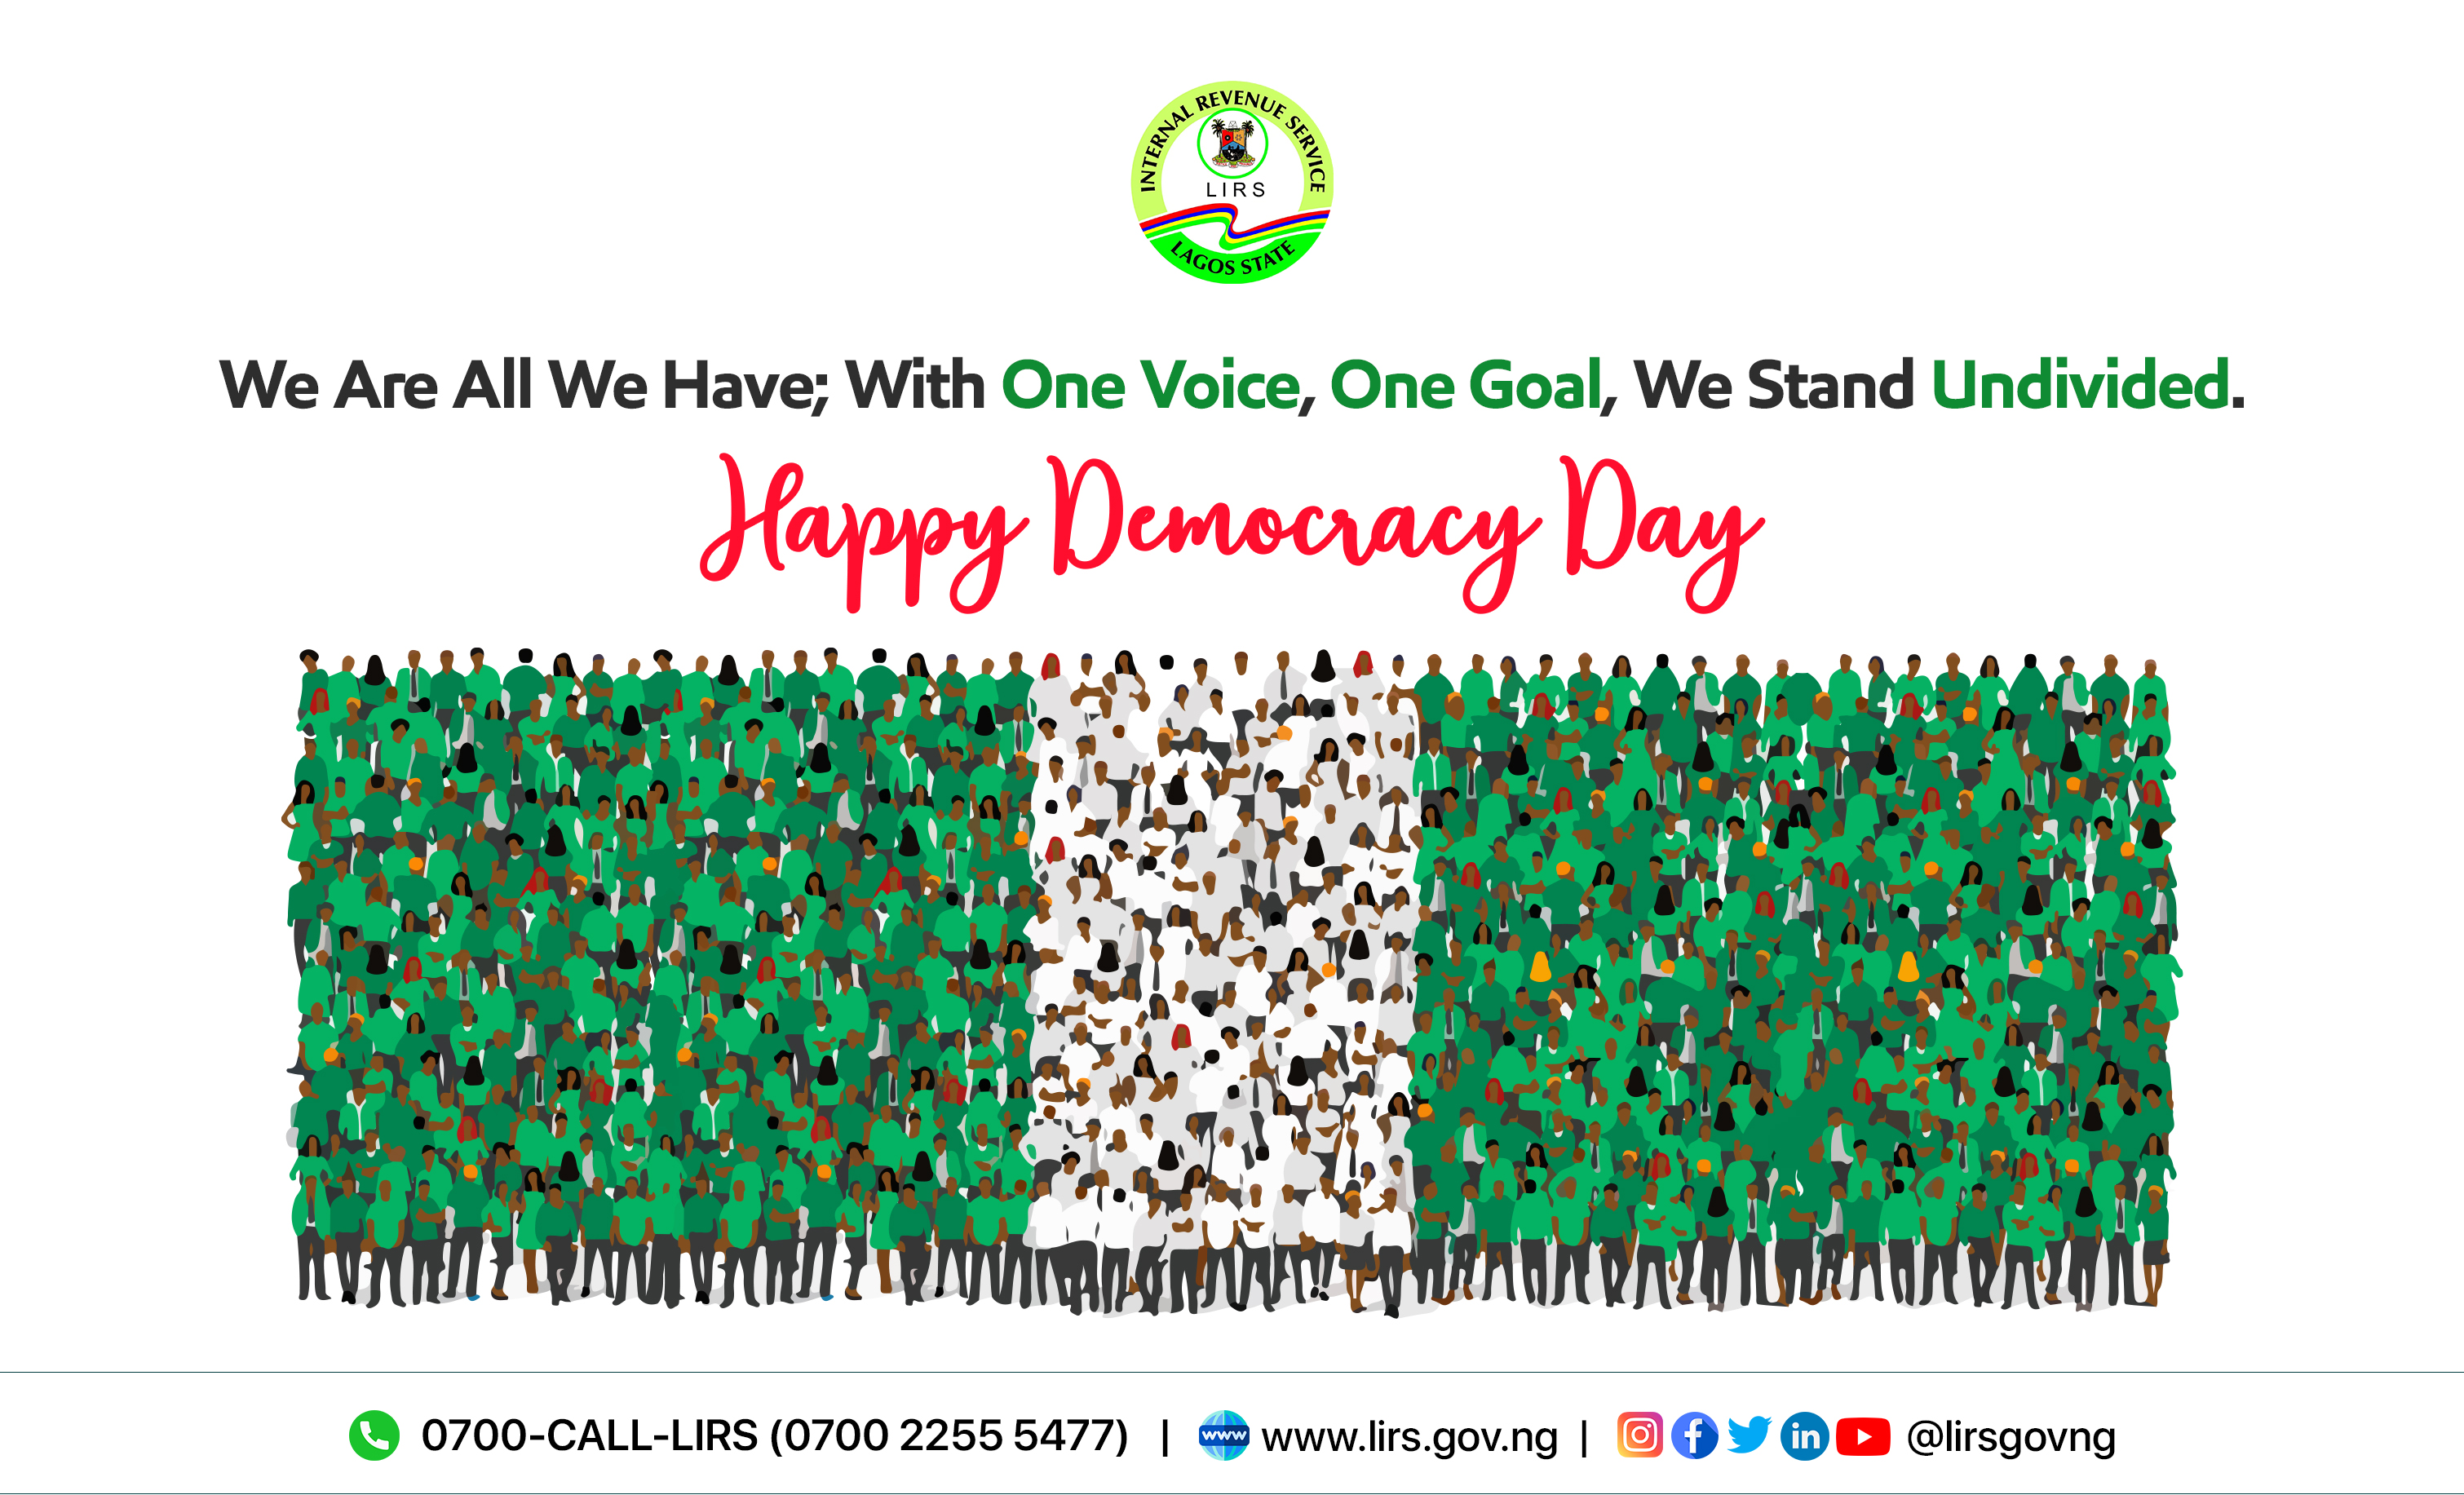 INTERNAL REVENUE SERVICE
LIRS
LAGOS STATE
We Are All We Have; With One Voice, One Goal, We Stand Undivided.
Happy Democracy Day
0700-CALL-LIRS (0700 2255 5477) | www www.lirs.gov.ng | f in @lirsgovng